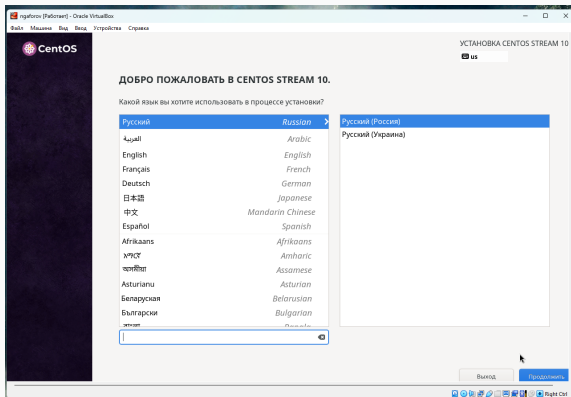 ngaforov [Работает] - Oracle VirtualBox
Файл Машина Вид Ввод Устройства Справка
CentOS
УСТАНОВКА CENTOS STREAM 10
us
ДОБРО ПОЖАЛОВАТЬ В CENTOS STREAM 10.
Какой язык вы хотите использовать в процессе установки?
Русский Russian
Русский (Россия)
Русский (Украина)
العربية Arabic
English English
Français French
Deutsch German
日本語 Japanese
中文 Mandarin Chinese
Español Spanish
Afrikaans Afrikaans
አማርኛ Amharic
অসমীয়া Assamese
Asturianu Asturian
Беларуская Belarusian
Български Bulgarian
Выход
Продолжить
Right Ctrl